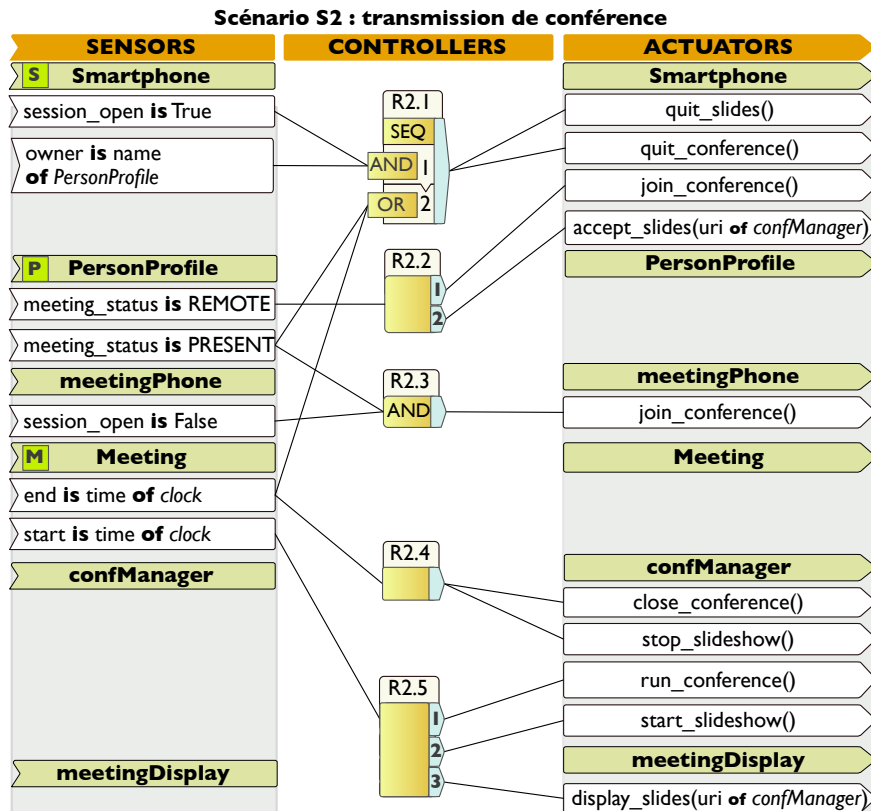 Scénario S2 : transmission de conférence
SENSORS
CONTROLLERS
ACTUATORS
S Smartphone
session_open is True
owner is name
of PersonProfile
P PersonProfile
meeting_status is REMOTE
meeting_status is PRESENT
meetingPhone
session_open is False
M Meeting
end is time of clock
start is time of clock
confManager
meetingDisplay
R2.1
SEQ
AND 1
OR 2
R2.2
1
2
R2.3
AND
R2.4
R2.5
1
2
3
Smartphone
quit_slides()
quit_conference()
join_conference()
accept_slides(uri of confManager)
PersonProfile
meetingPhone
join_conference()
Meeting
confManager
close_conference()
stop_slideshow()
run_conference()
start_slideshow()
meetingDisplay
display_slides(uri of confManager)